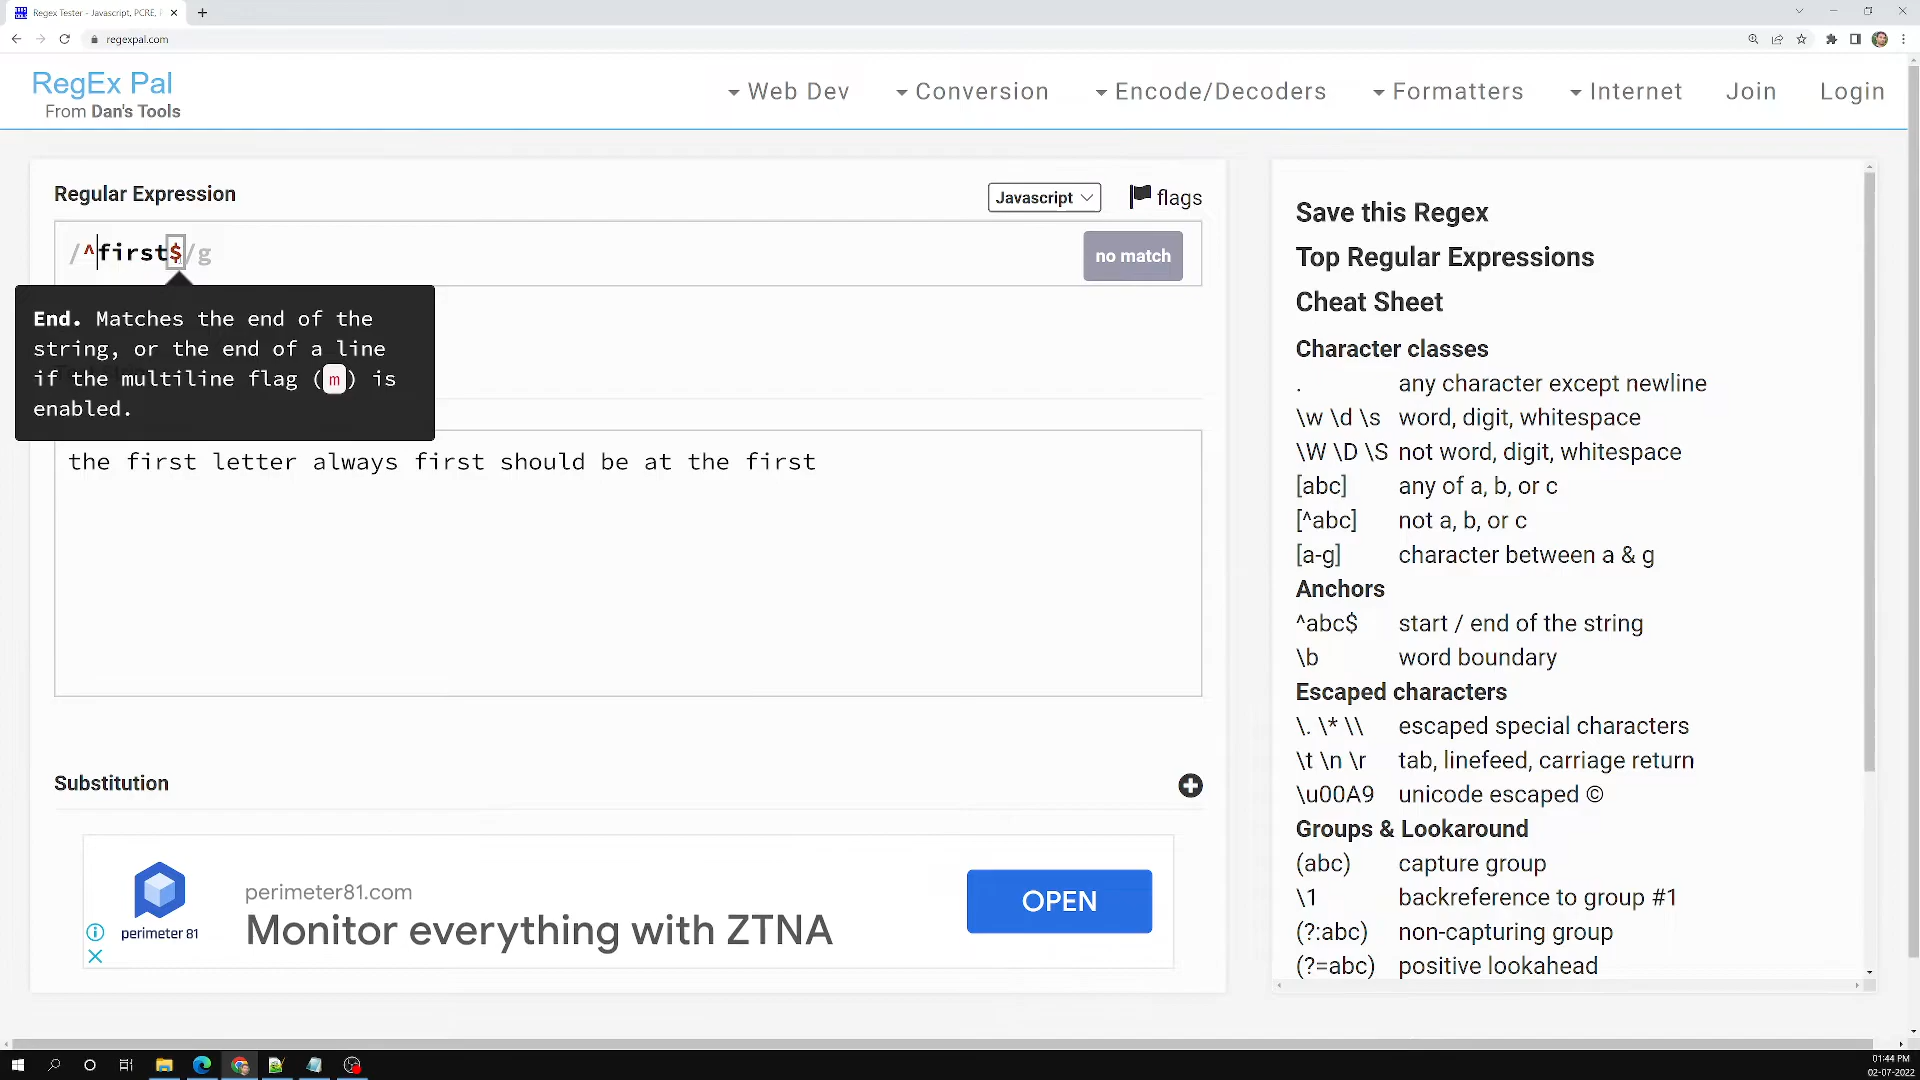 Regex Tester - Javascript, PCRE,
regexpal.com
RegEx Pal
From Dan's Tools
Web Dev
Conversion
Encode/Decoders
Formatters
Internet
Join
Login
Regular Expression
Javascript
flags
/^first$/g
no match
End. Matches the end of the
string, or the end of a line
if the multiline flag (m) is
enabled.
the first letter always first should be at the first
Substitution
perimeter 81
perimeter81.com
Monitor everything with ZTNA
OPEN
Save this Regex
Top Regular Expressions
Cheat Sheet
Character classes
. any character except newline
\w \d \s word, digit, whitespace
\W \D \S not word, digit, whitespace
[abc] any of a, b, or c
[^abc] not a, b, or c
[a-g] character between a & g
Anchors
^abc$ start / end of the string
\b word boundary
Escaped characters
\. \* \\ escaped special characters
\t \n \r tab, linefeed, carriage return
\u00A9 unicode escaped ©
Groups & Lookaround
(abc) capture group
\1 backreference to group #1
(?:abc) non-capturing group
(?=abc) positive lookahead
01:44 PM
02-07-2022